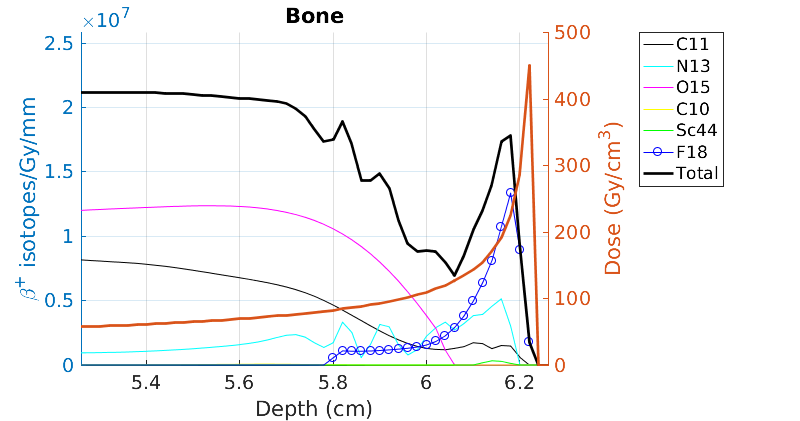 Bone
×10⁷
2.5
2
1.5
1
0.5
0
β⁺ isotopes/Gy/mm
5.4
5.6
5.8
6
6.2
Depth (cm)
500
400
300
200
100
0
Dose (Gy/cm³)
C11
N13
O15
C10
Sc44
F18
Total